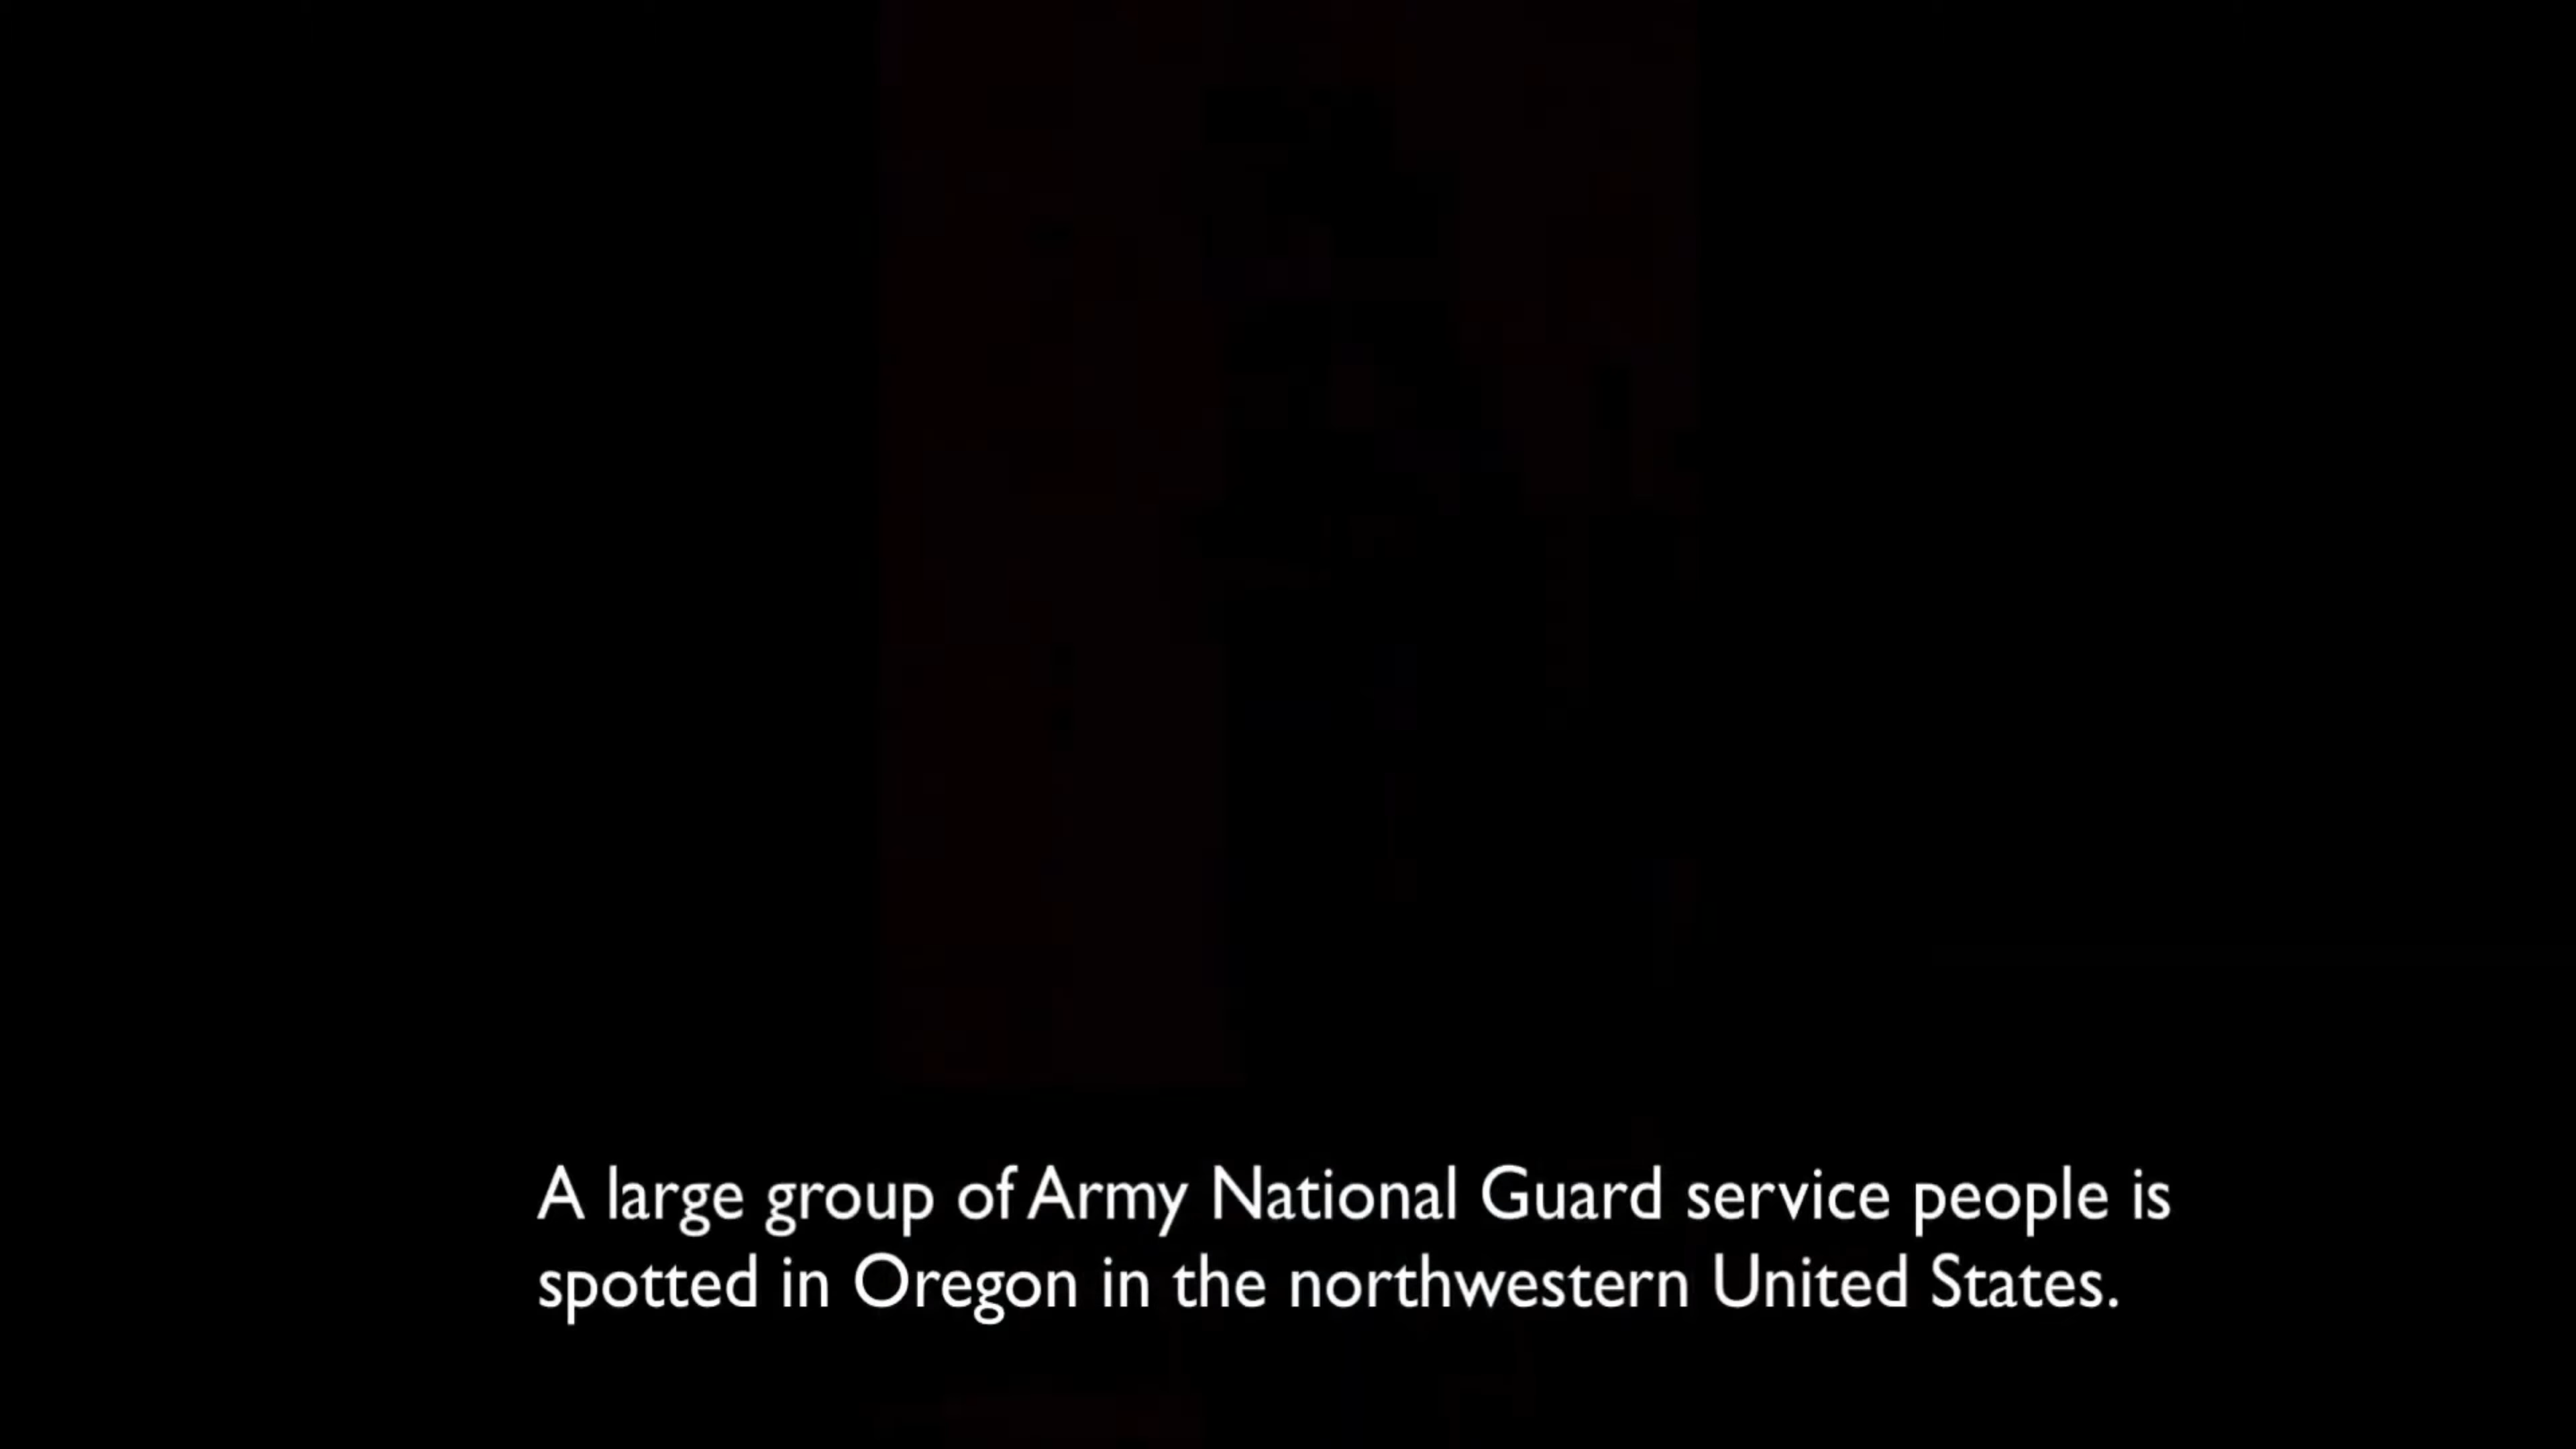 A large group of Army National Guard service people is
spotted in Oregon in the northwestern United States.